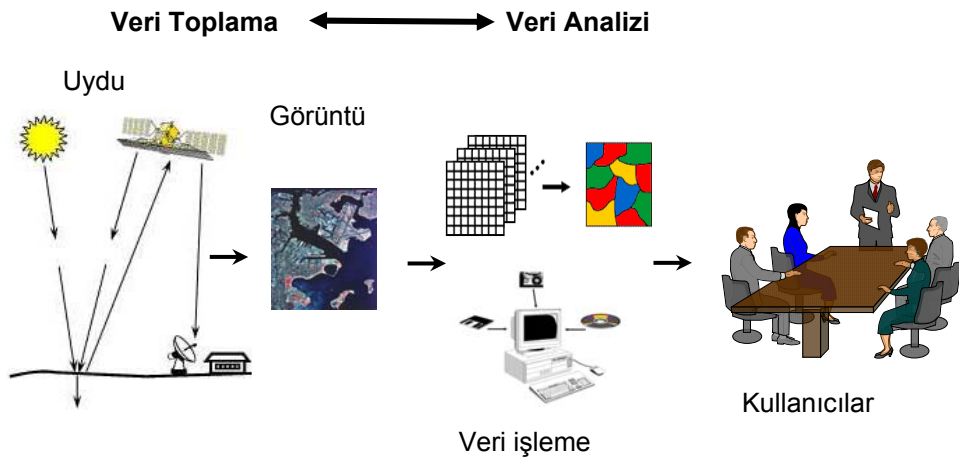 Veri Toplama
Veri Analizi
Uydu
Görüntü
Kullanıcılar
Veri işleme